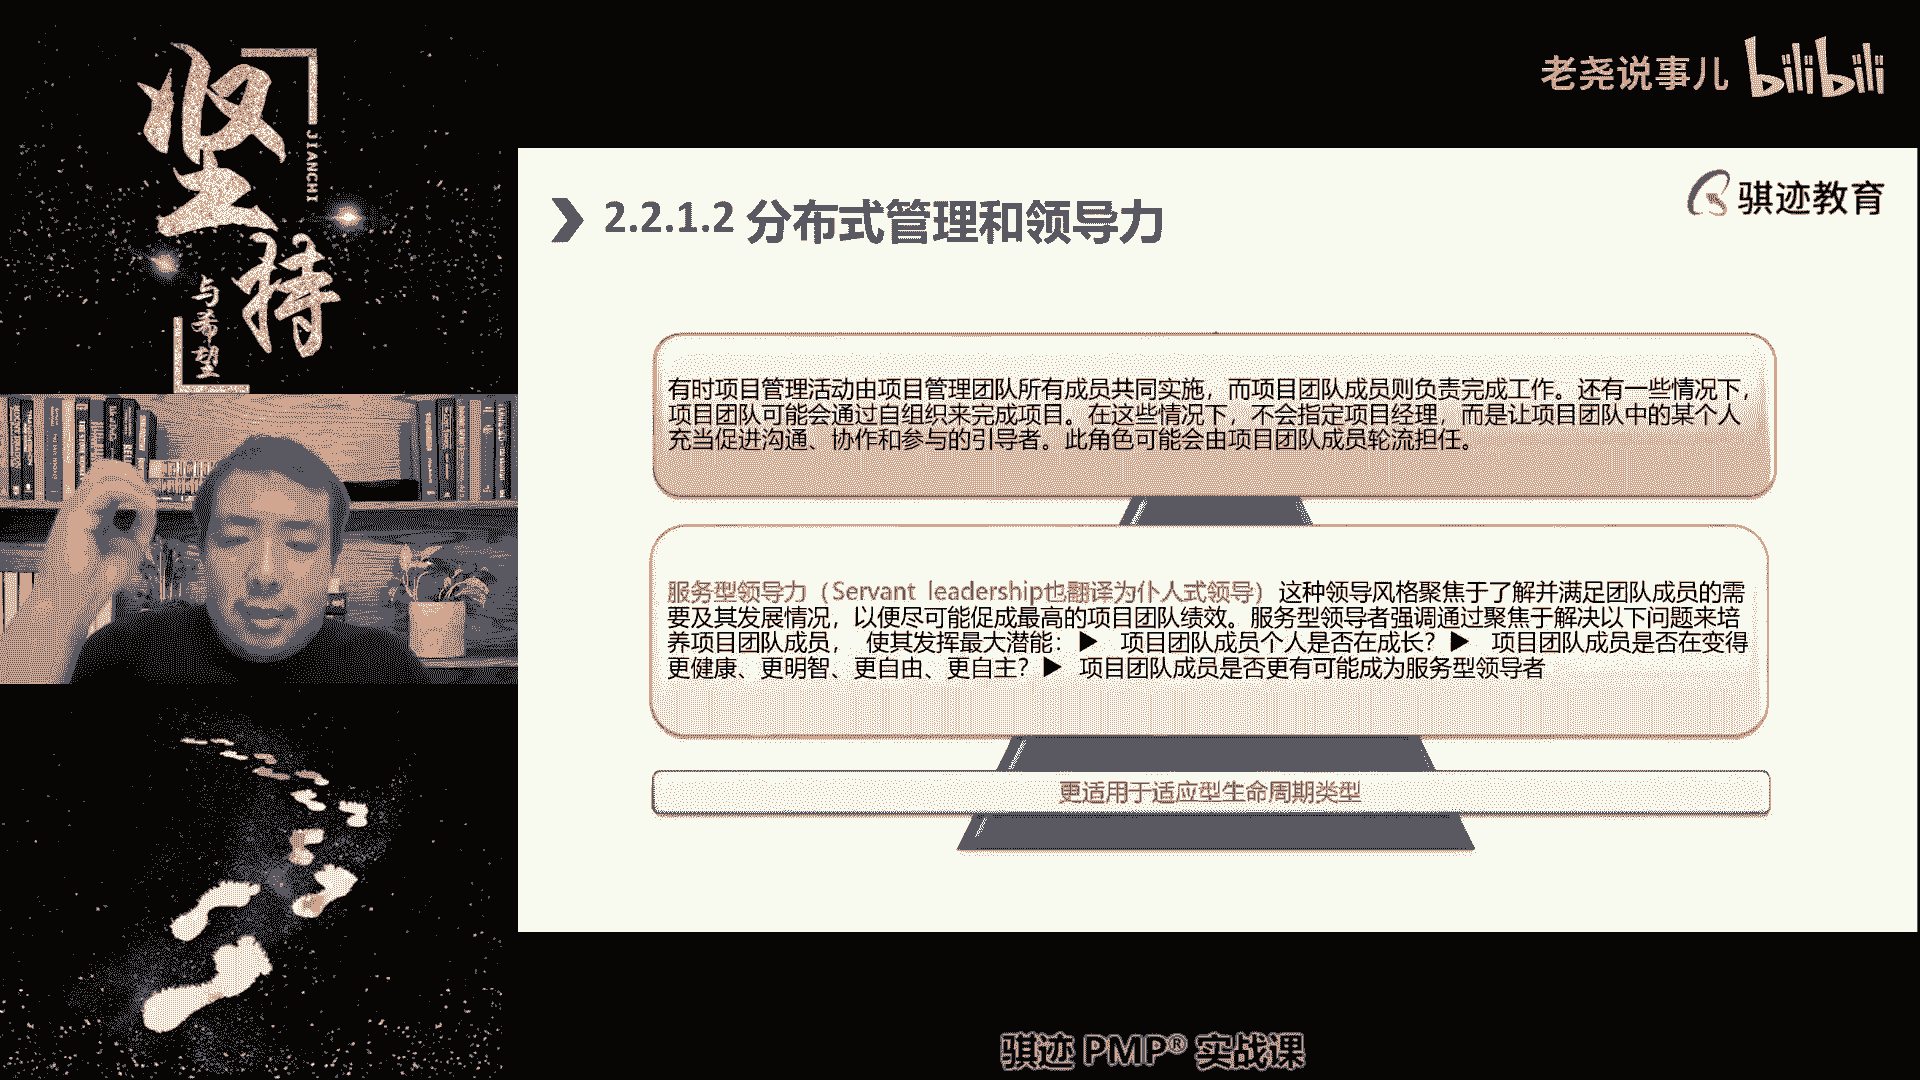 坚持
JIANCHI
与希望
老尧说事儿 bilibili
骐迹教育
2.2.1.2 分布式管理和领导力
有时项目管理活动由项目管理团队所有成员共同实施，而项目团队成员则负责完成工作。还有一些情况下，
项目团队可能会通过自组织来完成项目。在这些情况下，不会指定项目经理，而是让项目团队中的某个人
充当促进沟通、协作和参与的引导者。此角色可能会由项目团队成员轮流担任。
服务型领导力（Servant leadership也翻译为仆人式领导）这种领导风格聚焦于了解并满足团队成员的需
要及其发展情况，以便尽可能促成最高的项目团队绩效。服务型领导者强调通过聚焦于解决以下问题来培
养项目团队成员， 使其发挥最大潜能：▶ 项目团队成员个人是否在成长？▶ 项目团队成员是否在变得
更健康、更明智、更自由、更自主？▶ 项目团队成员是否更有可能成为服务型领导者
更适用于适应型生命周期类型
骐迹 PMP® 实战课